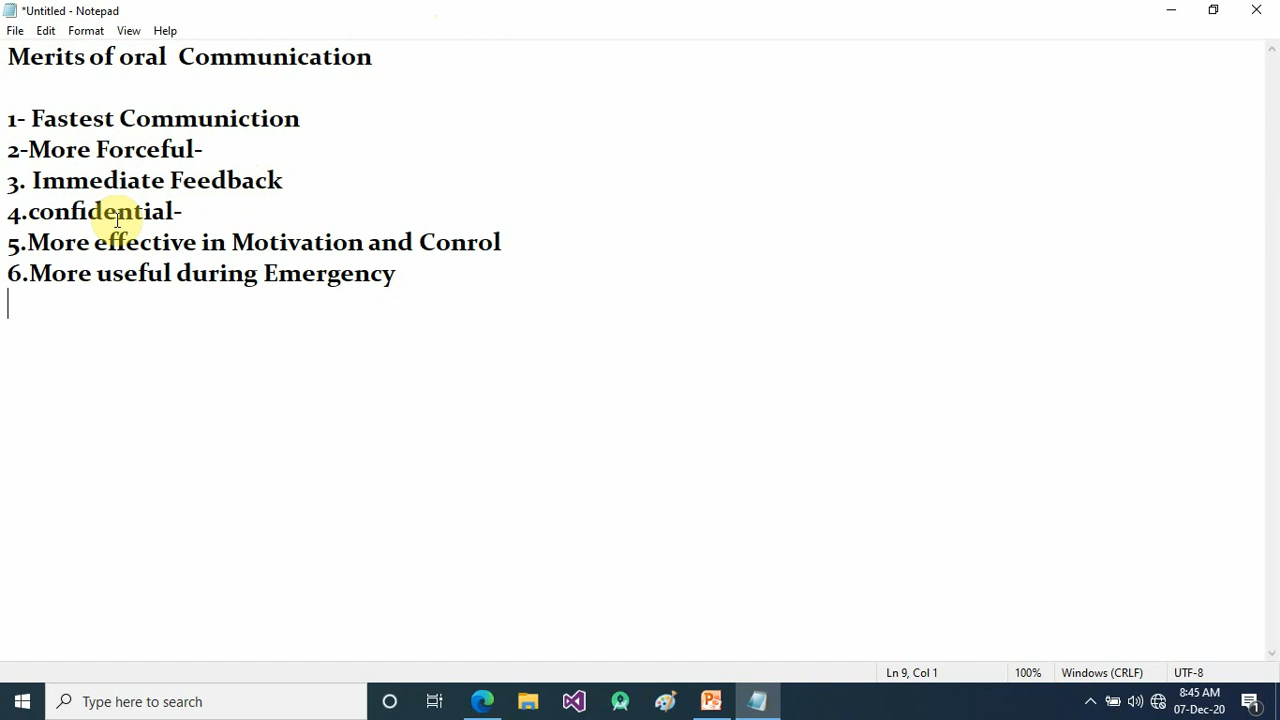 *Untitled - Notepad
File Edit Format View Help
Merits of oral  Communication
1- Fastest Communiction
2-More Forceful-
3. Immediate Feedback
4.confidential-
5.More effective in Motivation and Conrol
6.More useful during Emergency
Ln 9, Col 1 100% Windows (CRLF) UTF-8
Type here to search
8:45 AM
07-Dec-20
1